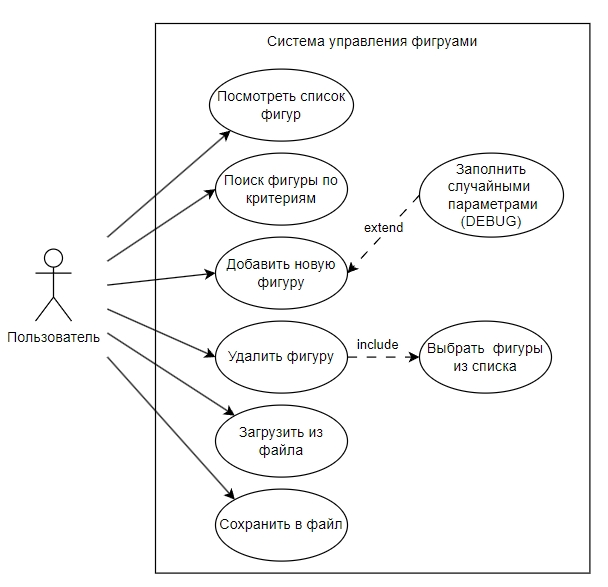 Система управления фигруами
Посмотреть список
фигур
Поиск фигуры по
критериям
Заполнить
случайными
параметрами
(DEBUG)
extend
Добавить новую
фигуру
Пользователь
Удалить фигуру
include
Выбрать фигуры
из списка
Загрузить из
файла
Сохранить в файл